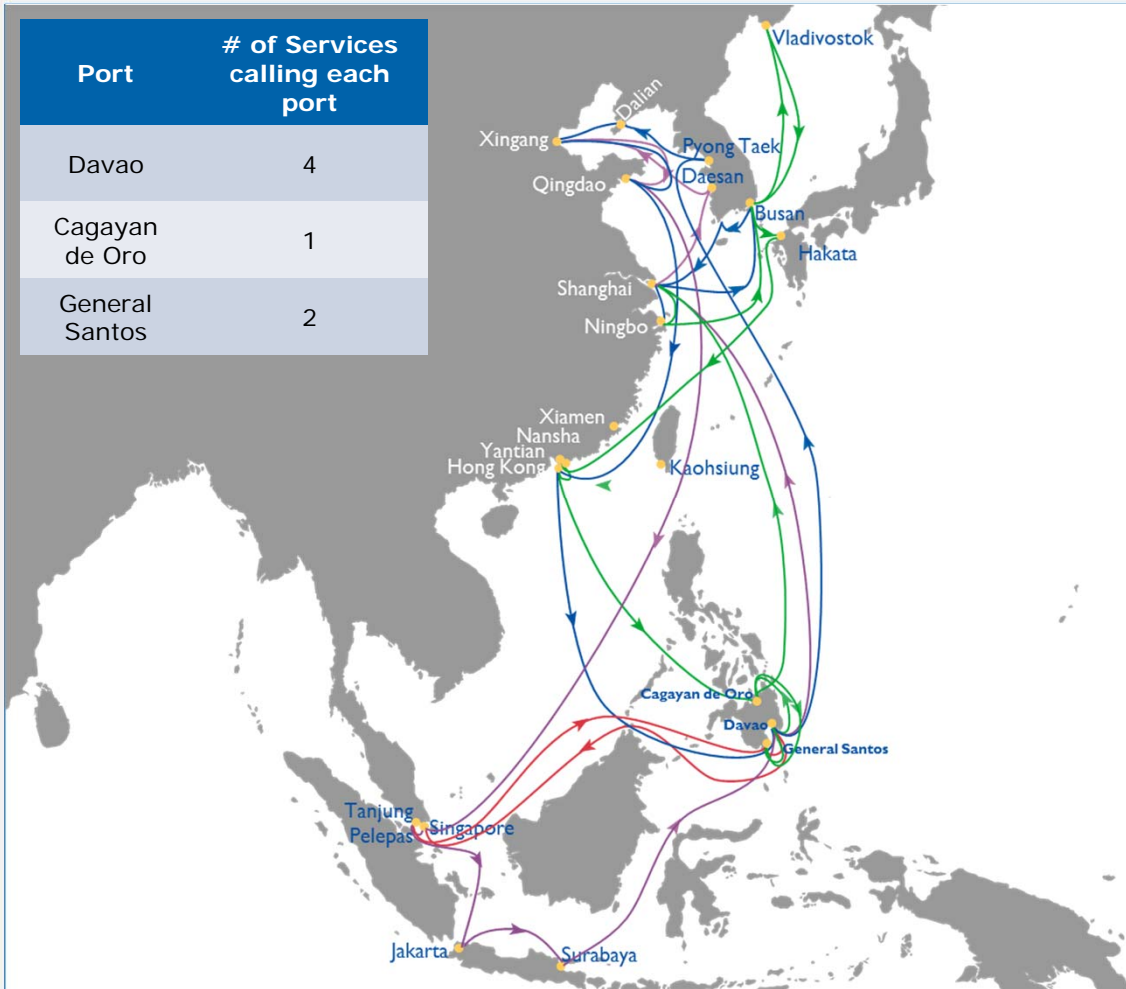 Port
# of Services
calling each
port
Davao
4
Cagayan
de Oro
1
General
Santos
2
Vladivostok
Dalian
Xingang
Pyong Taek
Daesan
Qingdao
Busan
Hakata
Shanghai
Ningbo
Xiamen
Nansha
Yantian
Hong Kong
Kaohsiung
Cagayan de Oro
Davao
General Santos
Tanjung
Pelepas
Singapore
Jakarta
Surabaya